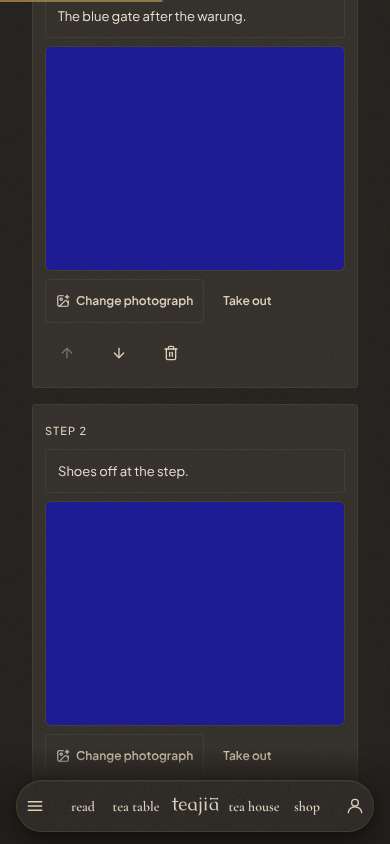 The blue gate after the warung.
Change photograph
Take out
STEP 2
Shoes off at the step.
Change photograph
Take out
read
tea table
teajiā
tea house
shop